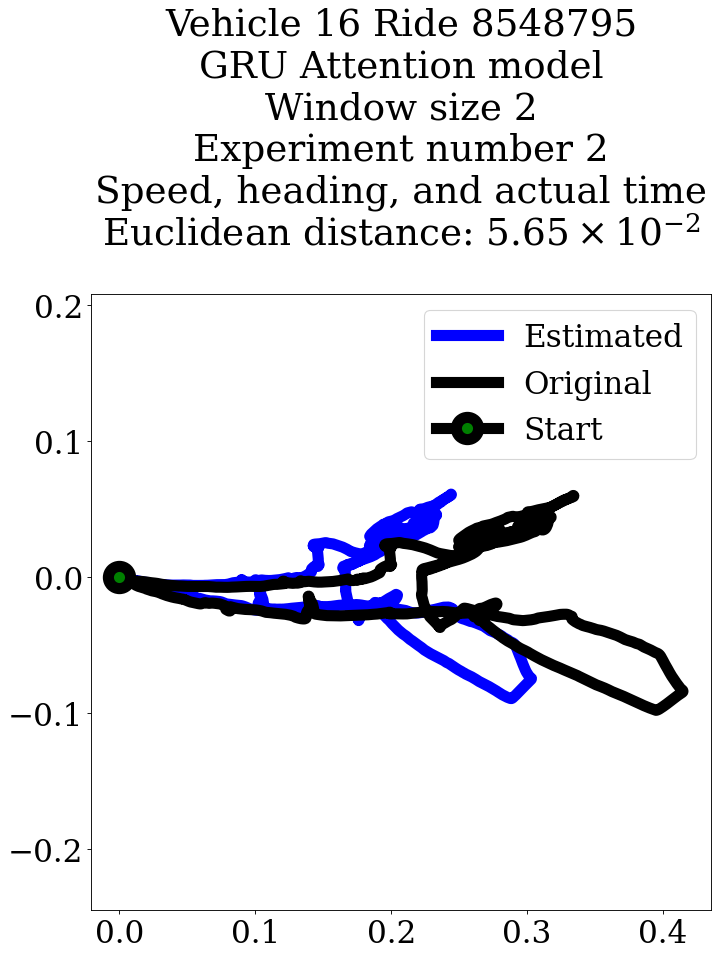 Vehicle 16 Ride 8548795
GRU Attention model
Window size 2
Experiment number 2
Speed, heading, and actual time
Euclidean distance: 5.65 × 10⁻²
Estimated
Original
Start
0.2
0.1
0.0
−0.1
−0.2
0.0 0.1 0.2 0.3 0.4